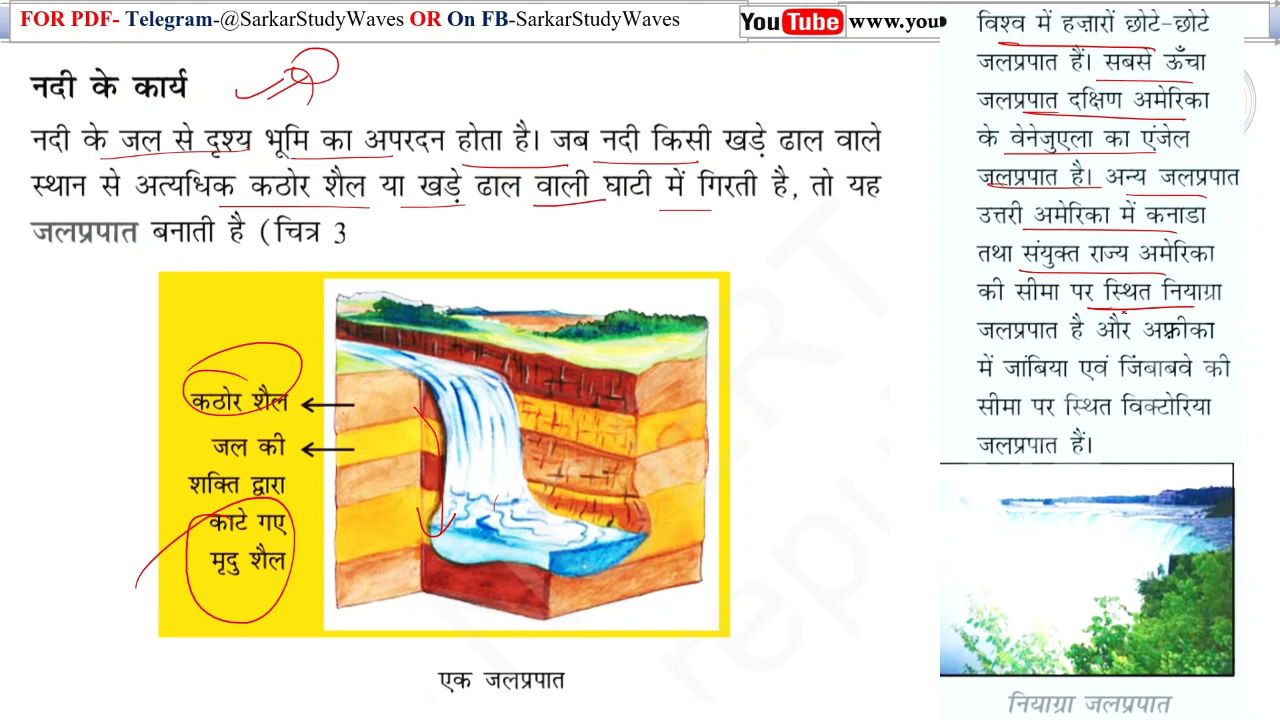 FOR PDF- Telegram-@SarkarStudyWaves OR On FB-SarkarStudyWaves
YouTube www.you
नदी के कार्य
नदी के जल से दृश्य भूमि का अपरदन होता है। जब नदी किसी खड़े ढाल वाले
स्थान से अत्यधिक कठोर शैल या खड़े ढाल वाली घाटी में गिरती है, तो यह
जलप्रपात बनाती है (चित्र 3
कठोर शैल
जल की
शक्ति द्वारा
काटे गए
मृदु शैल
एक जलप्रपात
विश्व में हज़ारों छोटे-छोटे
जलप्रपात हैं। सबसे ऊँचा
जलप्रपात दक्षिण अमेरिका
के वेनेजुएला का एंजेल
जलप्रपात है। अन्य जलप्रपात
उत्तरी अमेरिका में कनाडा
तथा संयुक्त राज्य अमेरिका
की सीमा पर स्थित नियाग्रा
जलप्रपात है और अफ़्रीका
में जांबिया एवं जिंबाबवे की
सीमा पर स्थित विक्टोरिया
जलप्रपात हैं।
नियाग्रा जलप्रपात